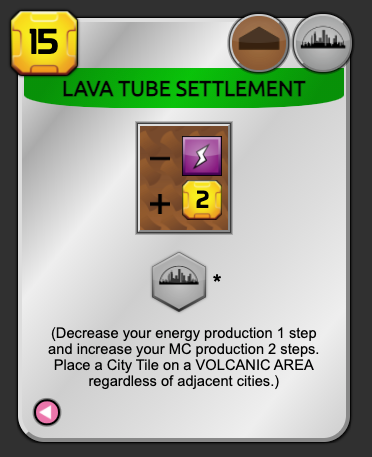 15
LAVA TUBE SETTLEMENT
−
+ 2
*
(Decrease your energy production 1 step
and increase your MC production 2 steps.
Place a City Tile on a VOLCANIC AREA
regardless of adjacent cities.)